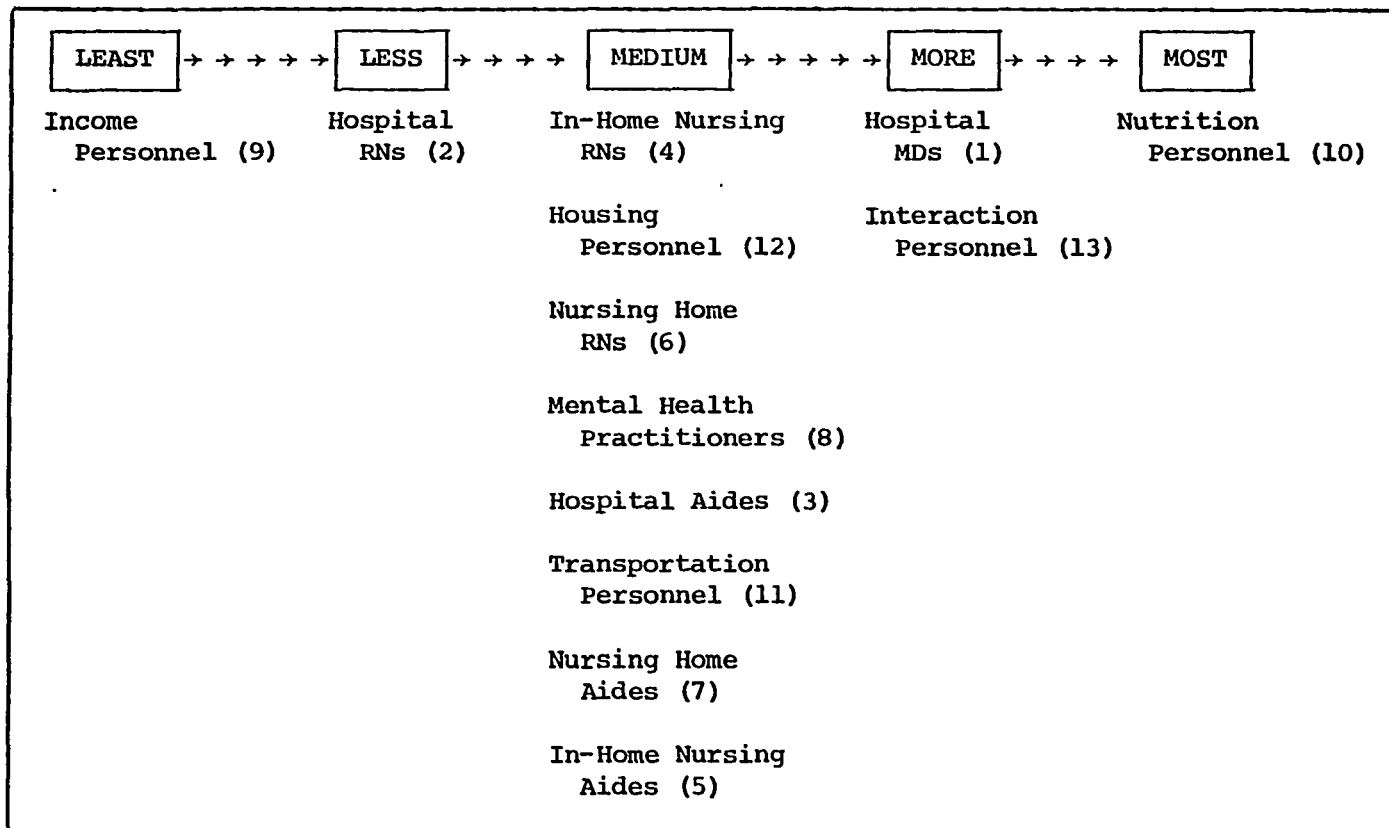 LEAST → → → → → LESS → → → → MEDIUM → → → → → MORE → → → → MOST
Income Hospital In-Home Nursing Hospital Nutrition
Personnel (9) RNs (2) RNs (4) MDs (1) Personnel (10)
Housing Interaction
Personnel (12) Personnel (13)
Nursing Home
RNs (6)
Mental Health
Practitioners (8)
Hospital Aides (3)
Transportation
Personnel (11)
Nursing Home
Aides (7)
In-Home Nursing
Aides (5)